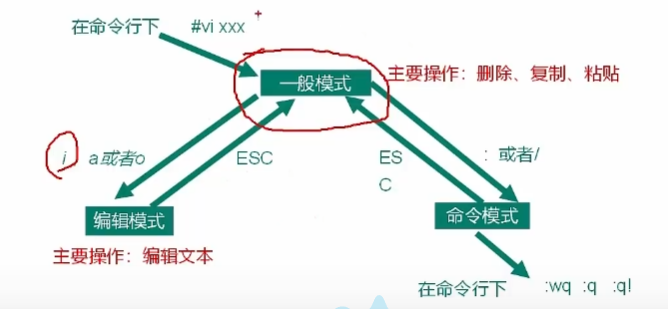 在命令行下 #vi xxx
一般模式
主要操作：删除、复制、粘贴
i a或者o
ESC
ES
C
: 或者/
编辑模式
命令模式
主要操作：编辑文本
在命令行下 :wq :q :q!